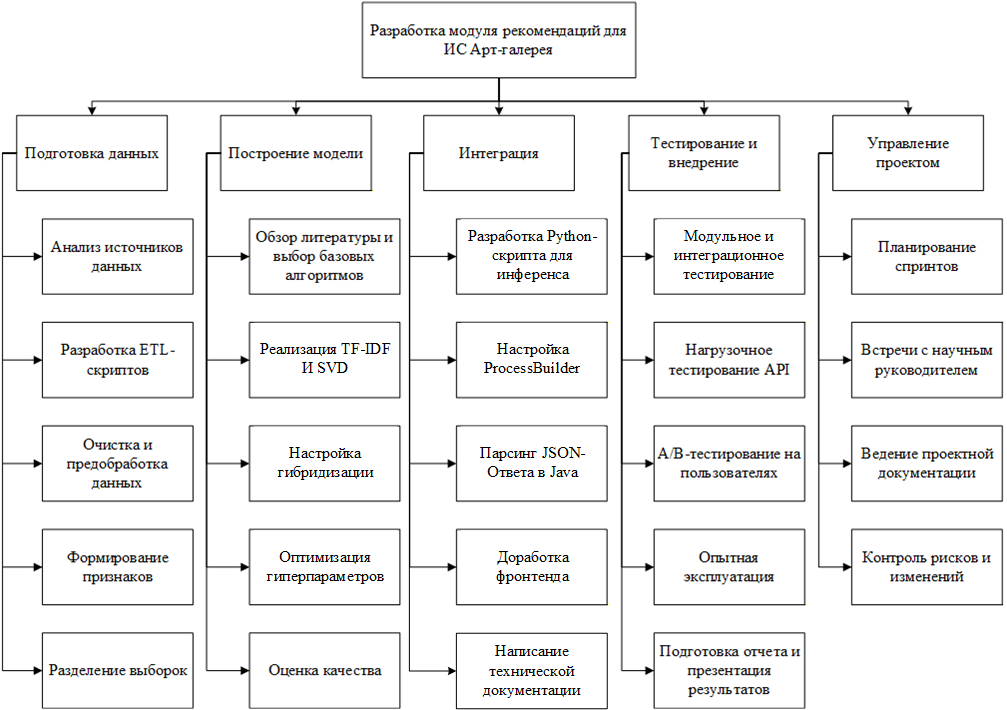 Разработка модуля рекомендаций для
ИС Арт-галерея
Подготовка данных
Построение модели
Интеграция
Тестирование и
внедрение
Управление
проектом
Анализ источников
данных
Обзор литературы и
выбор базовых
алгоритмов
Разработка Python-
скрипта для
инференса
Модульное и
интеграционное
тестирование
Планирование
спринтов
Разработка ETL-
скриптов
Реализация TF-IDF
И SVD
Настройка
ProcessBuilder
Нагрузочное
тестирование API
Встречи с научным
руководителем
Очистка и
предобработка
данных
Настройка
гибридизации
Парсинг JSON-
Ответа в Java
A/B-тестирование на
пользователях
Ведение проектной
документации
Формирование
признаков
Оптимизация
гиперпараметров
Доработка
фронтенда
Опытная
эксплуатация
Контроль рисков и
изменений
Разделение выборок
Оценка качества
Написание
технической
документации
Подготовка отчета и
презентация
результатов